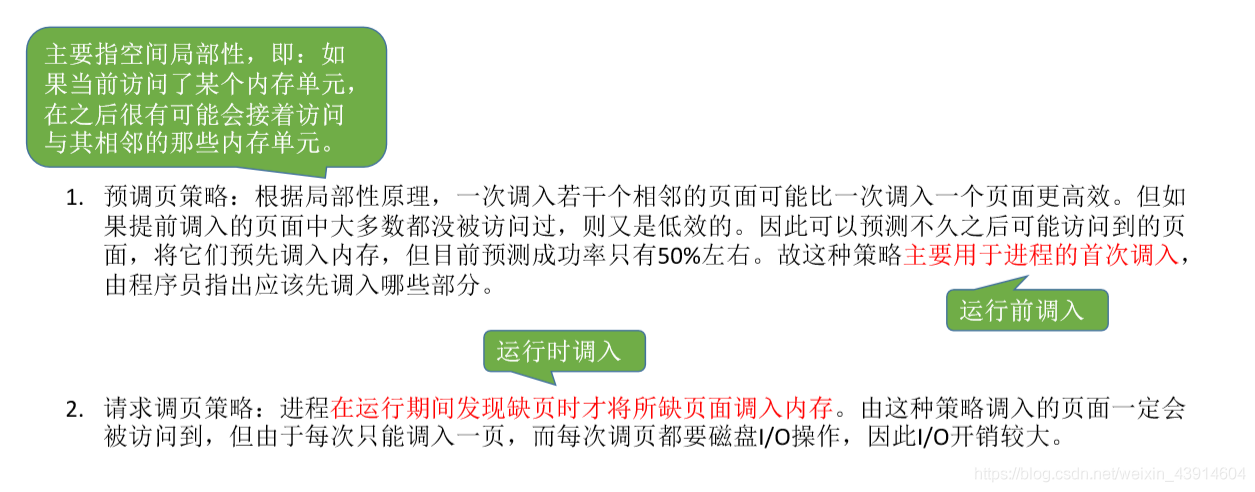 主要指空间局部性，即：如
果当前访问了某个内存单元，
在之后很有可能会接着访问
与其相邻的那些内存单元。
1. 预调页策略：根据局部性原理，一次调入若干个相邻的页面可能比一次调入一个页面更高效。但如
果提前调入的页面中大多数都没被访问过，则又是低效的。因此可以预测不久之后可能访问到的页
面，将它们预先调入内存，但目前预测成功率只有50%左右。故这种策略主要用于进程的首次调入，
由程序员指出应该先调入哪些部分。
运行前调入
运行时调入
2. 请求调页策略：进程在运行期间发现缺页时才将所缺页面调入内存。由这种策略调入的页面一定会
被访问到，但由于每次只能调入一页，而每次调页都要磁盘I/O操作，因此I/O开销较大。
https://blog.csdn.net/weixin_43914604